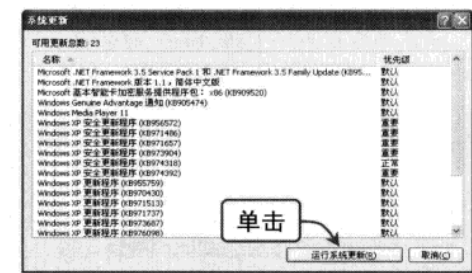 系统更新
可用更新总数: 23
名称 优先级
Microsoft .NET Framework 3.5 Service Pack 1 和 .NET Framework 3.5 Family Update (KB95... 默认
Microsoft .NET Framework 版本 1.1，简体中文版 默认
Microsoft 基本智能卡加密服务提供程序包： x86 (KB909520) 默认
Windows Genuine Advantage 通知 (KB905474) 默认
Windows Media Player 11 默认
Windows XP 安全更新程序 (KB956572) 重要
Windows XP 安全更新程序 (KB971486) 重要
Windows XP 安全更新程序 (KB971657) 重要
Windows XP 安全更新程序 (KB973904) 重要
Windows XP 安全更新程序 (KB974318) 正常
Windows XP 安全更新程序 (KB974392) 重要
Windows XP 更新程序 (KB955759) 默认
Windows XP 更新程序 (KB970430) 默认
Windows XP 更新程序 (KB971513) 默认
Windows XP 更新程序 (KB971737) 默认
Windows XP 更新程序 (KB973687) 默认
Windows XP 更新程序 (KB976098) 默认
单击
运行系统更新(R) 取消(C)